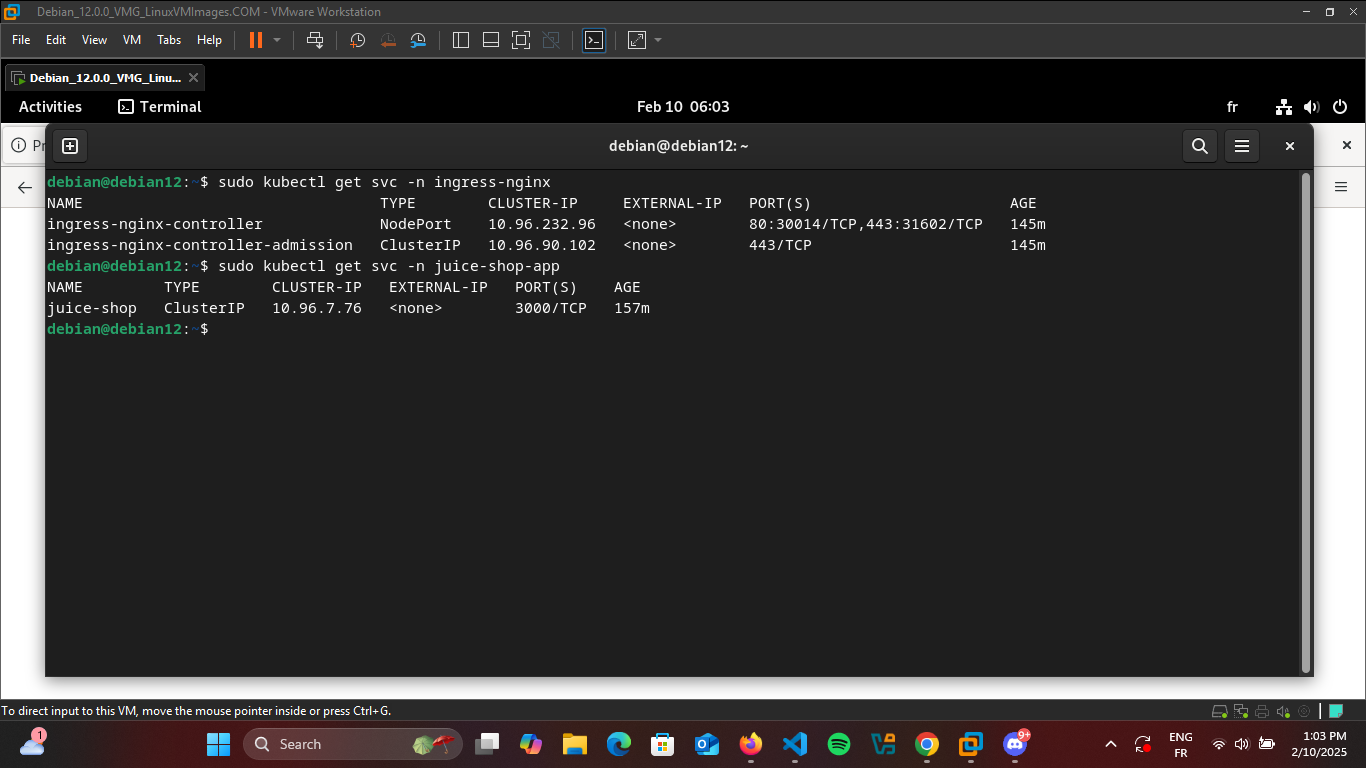 Debian_12.0.0_VMG_LinuxVMImages.COM - VMware Workstation
File Edit View VM Tabs Help
Debian_12.0.0_VMG_Linu...
Activities Terminal Feb 10 06:03 fr
debian@debian12: ~
debian@debian12:~$ sudo kubectl get svc -n ingress-nginx
NAME TYPE CLUSTER-IP EXTERNAL-IP PORT(S) AGE
ingress-nginx-controller NodePort 10.96.232.96 <none> 80:30014/TCP,443:31602/TCP 145m
ingress-nginx-controller-admission ClusterIP 10.96.90.102 <none> 443/TCP 145m
debian@debian12:~$ sudo kubectl get svc -n juice-shop-app
NAME TYPE CLUSTER-IP EXTERNAL-IP PORT(S) AGE
juice-shop ClusterIP 10.96.7.76 <none> 3000/TCP 157m
debian@debian12:~$
To direct input to this VM, move the mouse pointer inside or press Ctrl+G.
1
Search
9+
ENG
FR
1:03 PM
2/10/2025